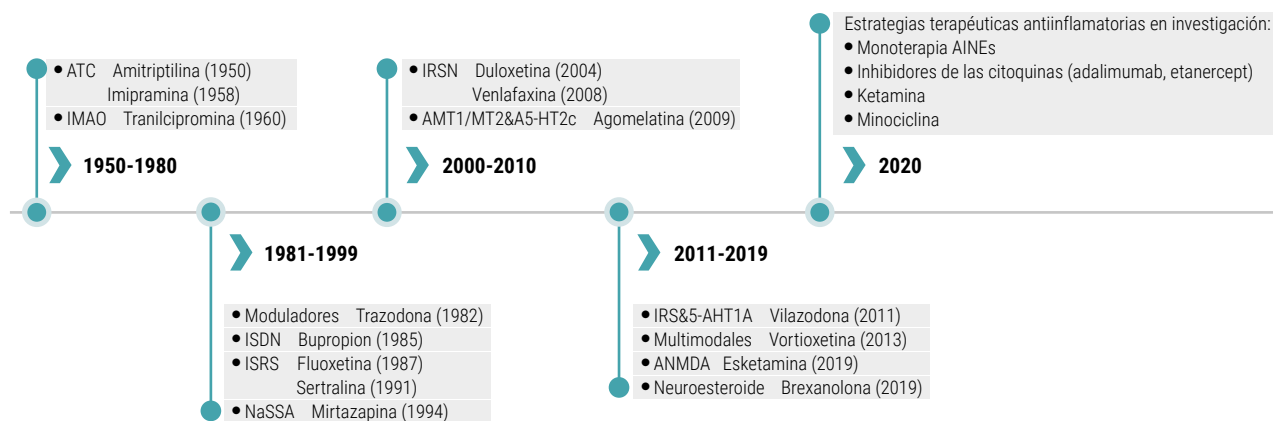 ATC Amitriptilina (1950)
Imipramina (1958)
IMAO Tranilcipromina (1960)
1950-1980
1981-1999
Moduladores Trazodona (1982)
ISDN Bupropion (1985)
ISRS Fluoxetina (1987)
Sertralina (1991)
NaSSA Mirtazapina (1994)
IRSN Duloxetina (2004)
Venlafaxina (2008)
AMT1/MT2&A5-HT2c Agomelatina (2009)
2000-2010
2011-2019
IRS&5-AHT1A Vilazodona (2011)
Multimodales Vortioxetina (2013)
ANMDA Esketamina (2019)
Neuroesteroide Brexanolona (2019)
Estrategias terapéuticas antiinflamatorias en investigación:
Monoterapia AINEs
Inhibidores de las citoquinas (adalimumab, etanercept)
Ketamina
Minociclina
2020